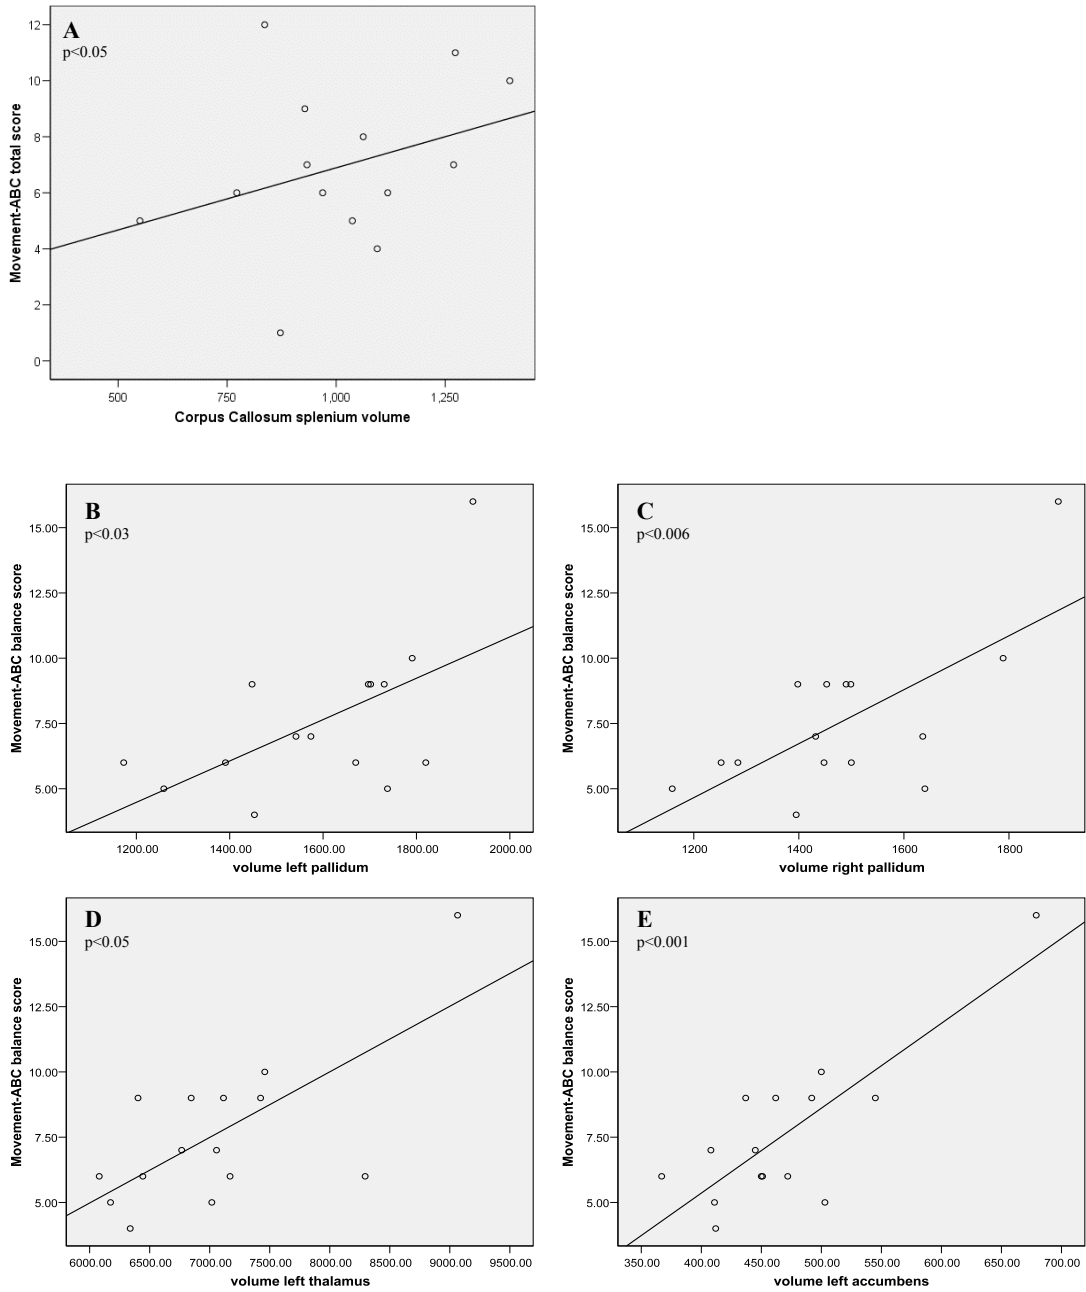 A
p<0.05
Movement-ABC total score
12
10
8
6
4
2
0
500
750
1,000
1,250
Corpus Callosum splenium volume
B
p<0.03
Movement-ABC balance score
15.00
12.50
10.00
7.50
5.00
1200.00
1400.00
1600.00
1800.00
2000.00
volume left pallidum
C
p<0.006
Movement-ABC balance score
15.00
12.50
10.00
7.50
5.00
1200
1400
1600
1800
volume right pallidum
D
p<0.05
Movement-ABC balance score
15.00
12.50
10.00
7.50
5.00
6000.00
6500.00
7000.00
7500.00
8000.00
8500.00
9000.00
9500.00
volume left thalamus
E
p<0.001
Movement-ABC balance score
15.00
12.50
10.00
7.50
5.00
350.00
400.00
450.00
500.00
550.00
600.00
650.00
700.00
volume left accumbens